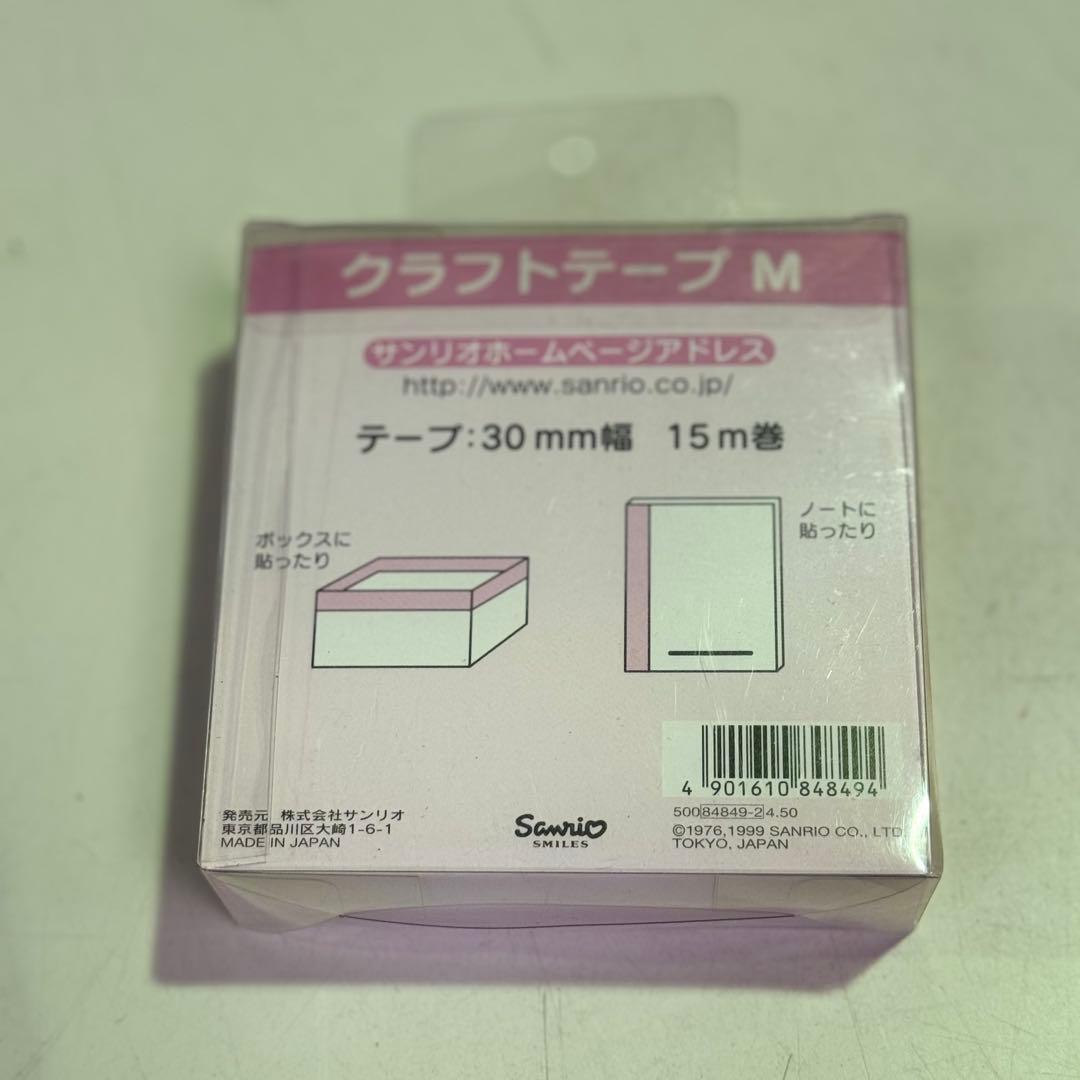 クラフトテープ M
サンリオホームページアドレス
http://www.sanrio.co.jp/
テープ:30mm幅 15m巻
ボックスに
貼ったり
ノートに
貼ったり
4 901610 848494
50084849-2 4.50
©1976,1999 SANRIO CO., LTD.
TOKYO, JAPAN
発売元 株式会社サンリオ
東京都品川区大崎1-6-1
MADE IN JAPAN
Sanrio
SMILES